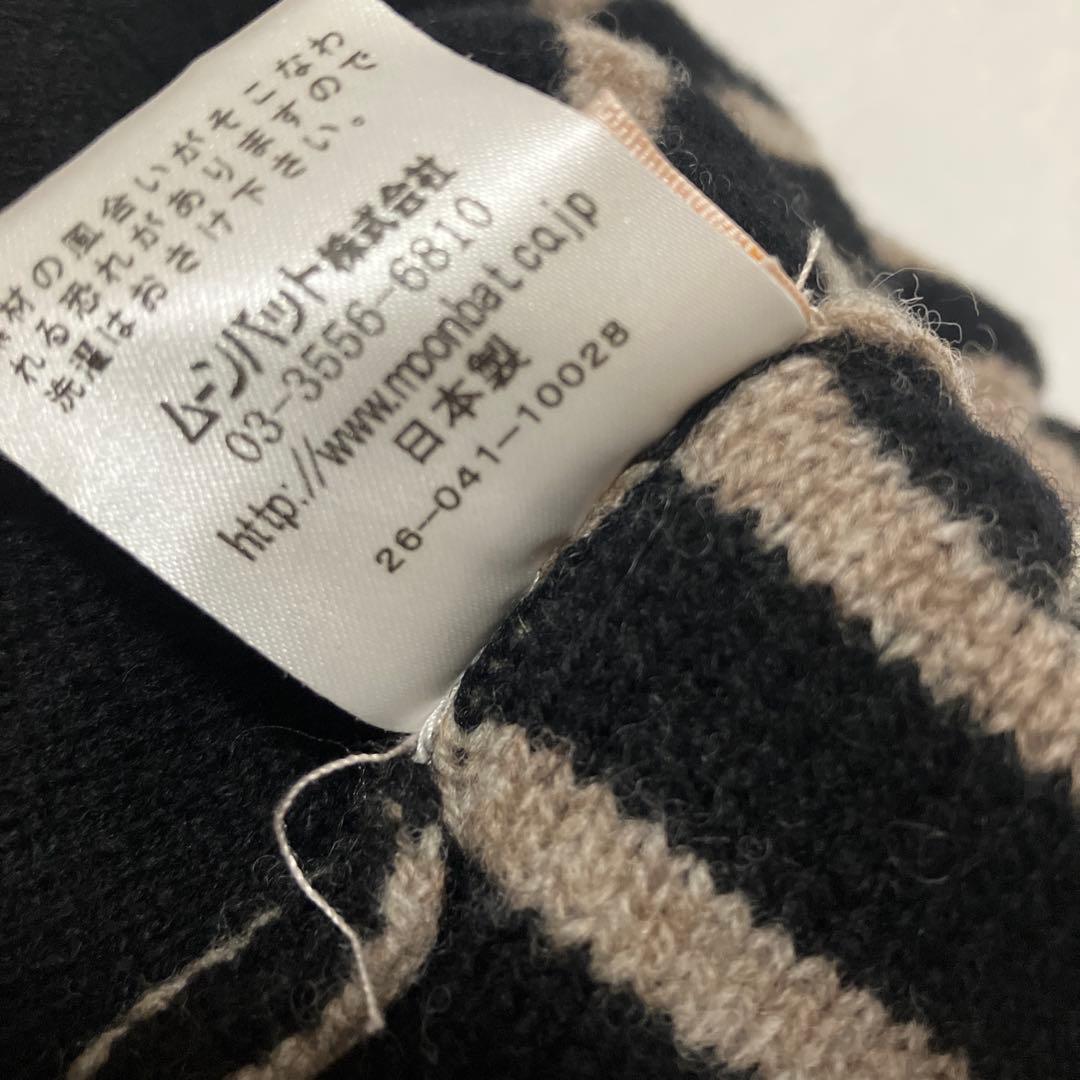 材の風合いがそこなわ
れる恐れがありますので
洗濯はおさけ下さい。
ムーンバット株式会社
03-3556-6810
http://www.moonbat.co.jp
日本製
26-041-10028